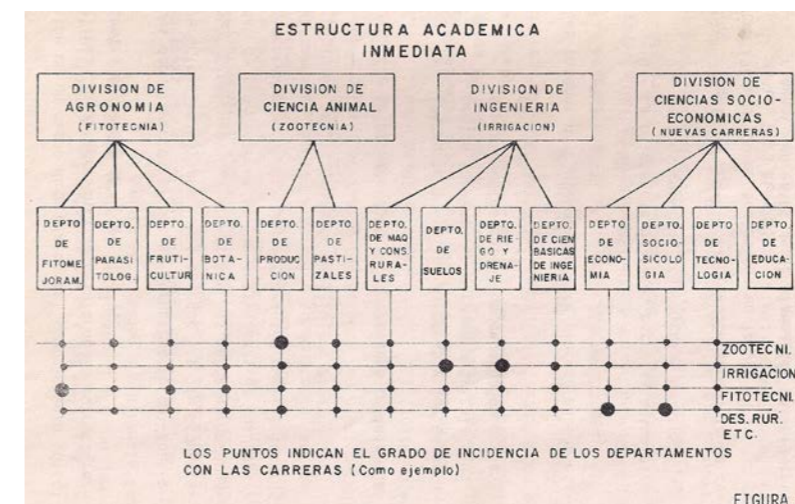 ESTRUCTURA ACADEMICA
INMEDIATA
DIVISION DE
AGRONOMIA
(FITOTECNIA)
DIVISION DE
CIENCIA ANIMAL
(ZOOTECNIA)
DIVISION DE
INGENIERIA
(IRRIGACION)
DIVISION DE
CIENCIAS SOCIO-
ECONOMICAS
(NUEVAS CARRERAS)
DEPTO
DE
FITOME
JORAM.
DEPTO.
DE
PARASI
TOLOG.
DEPTO
DE
FRUTI-
CULTUR
DEPTO.
DE
BOTA-
NICA
DEPTO.
DE
PRODUC
CION
DEPTO.
DE
PASTI-
ZALES
DEPTO.
DE MAQ
Y CONS.
RURA-
LES
DEPTO.
DE
SUELOS
DEPTO.
DE RIE-
GO Y
DRENA-
JE
DEPTO.
DE CIEN
BASICAS
DE INGE
NIERIA
DEPTO
DE
ECONO-
MIA
DEPTO.
SOCIO-
SICOLO
GIA
DEPTO
DE
TECNO-
LOGIA
DEPTO
DE
EDUCA-
CION
ZOOTECNI.
IRRIGACION
FITOTECNI.
DES. RUR.
ETC.
LOS PUNTOS INDICAN EL GRADO DE INCIDENCIA DE LOS DEPARTAMENTOS
CON LAS CARRERAS (Como ejemplo)
FIGURA